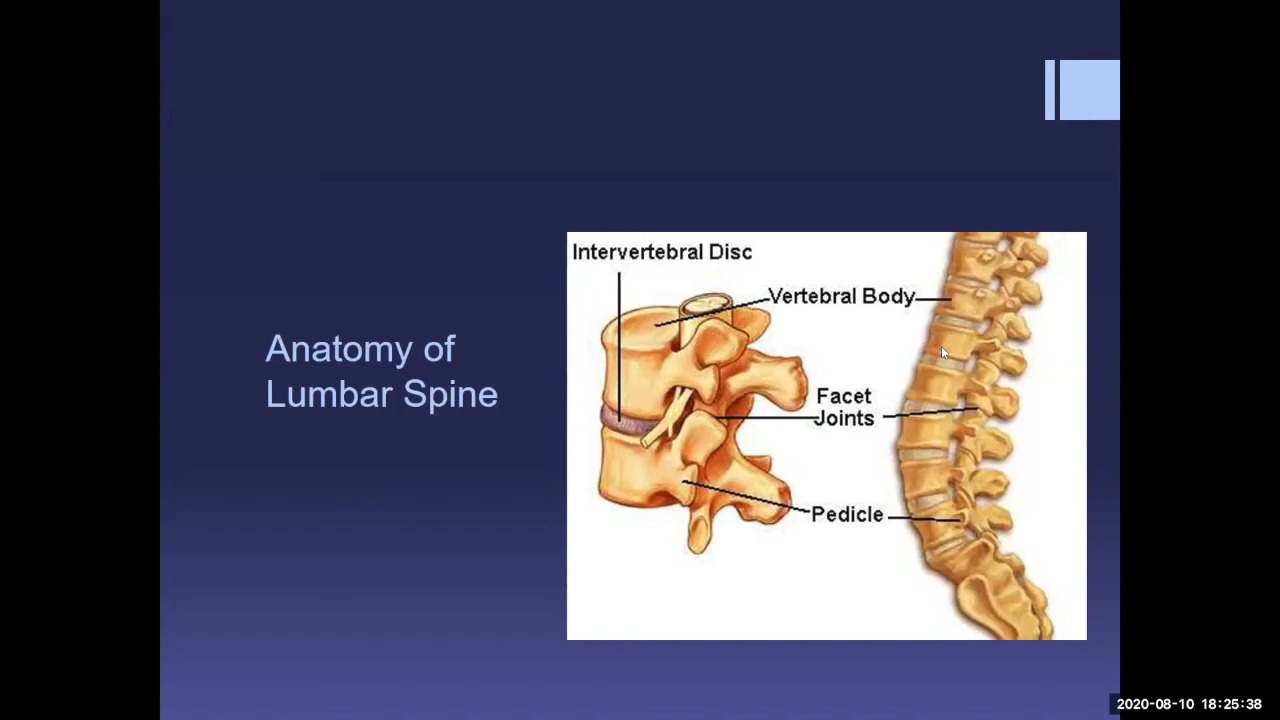 Anatomy of
Lumbar Spine
Intervertebral Disc
Vertebral Body
Facet
Joints
Pedicle
2020-08-10 18:25:38